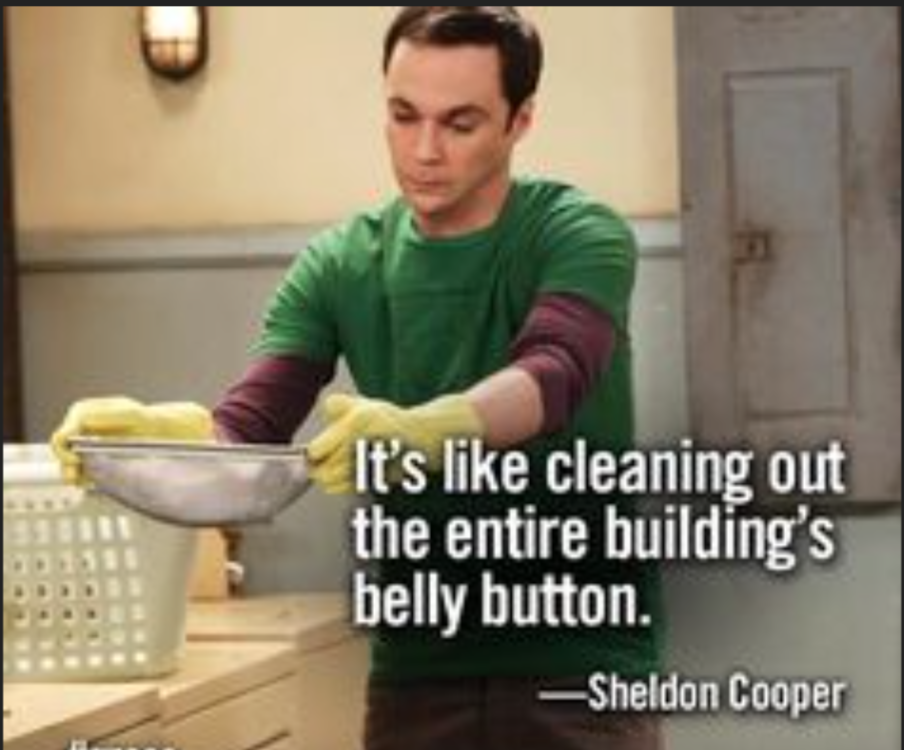 It's like cleaning out
the entire building's
belly button.
—Sheldon Cooper